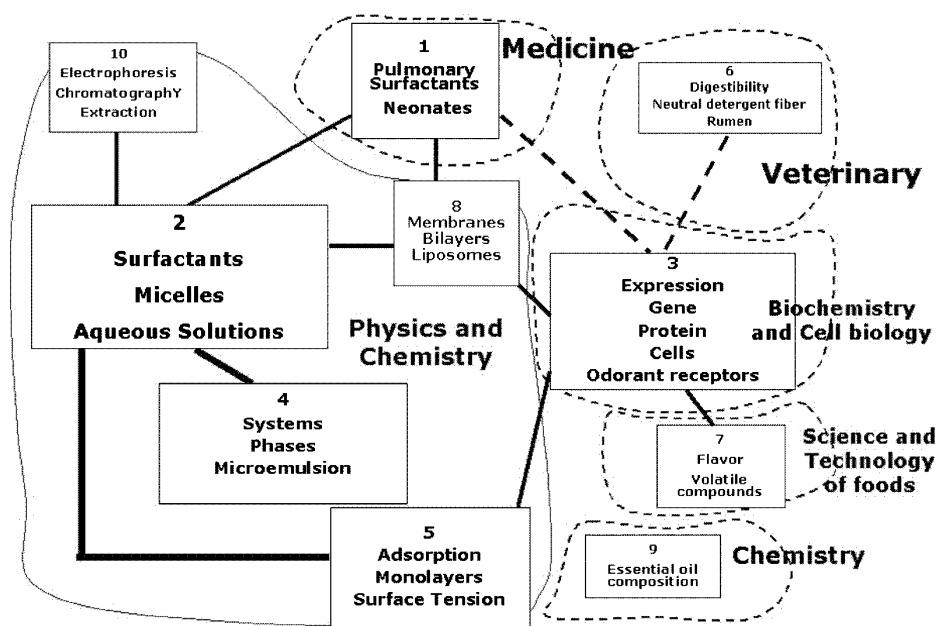 10
Electrophoresis
ChromatographY
Extraction
1
Pulmonary
Surfactants
Neonates
Medicine
6
Digestibility
Neutral detergent fiber
Rumen
Veterinary
2
Surfactants
Micelles
Aqueous Solutions
8
Membranes
Bilayers
Liposomes
3
Expression
Gene
Protein
Cells
Odorant receptors
Biochemistry
and Cell biology
Physics and
Chemistry
4
Systems
Phases
Microemulsion
7
Flavor
Volatile
compounds
Science and
Technology
of foods
5
Adsorption
Monolayers
Surface Tension
9
Essential oil
composition
Chemistry